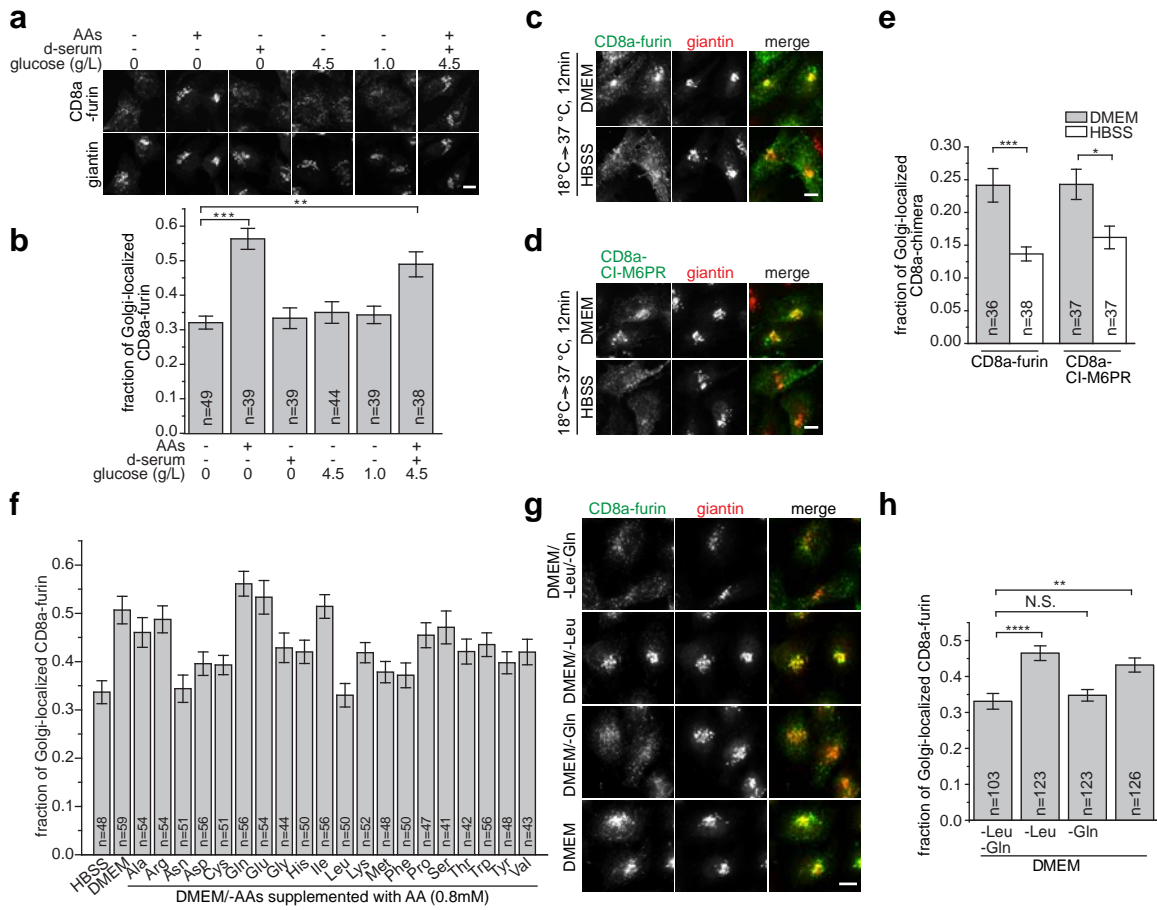 a
AAs - + - - - +
d-serum - - + - - +
glucose (g/L) 0 0 0 4.5 1.0 4.5
CD8a
-furin
giantin
b
fraction of Golgi-localized
CD8a-furin
0.6
0.5
0.3
0.2
0.0
***
**
n=49
n=39
n=39
n=44
n=39
n=38
AAs - + - - - +
d-serum - - + - - +
glucose (g/L) 0 0 0 4.5 1.0 4.5
c
CD8a-furin giantin merge
18°C→37 °C, 12min
DMEM
HBSS
d
CD8a-
CI-M6PR giantin merge
18°C→37 °C, 12min
DMEM
HBSS
e
DMEM
HBSS
fraction of Golgi-localized
CD8a-chimera
0.30
0.25
0.20
0.15
0.10
0.05
0.00
***
*
n=36
n=38
n=37
n=37
CD8a-furin
CD8a-
CI-M6PR
f
fraction of Golgi-localized CD8a-furin
0.6
0.5
0.4
0.3
0.2
0.1
0.0
n=48
n=59
n=54
n=54
n=51
n=56
n=51
n=56
n=54
n=44
n=50
n=56
n=50
n=52
n=48
n=50
n=47
n=41
n=42
n=56
n=48
n=43
HBSS
DMEM
Ala
Arg
Asn
Asp
Cys
Gln
Glu
Gly
His
Ile
Leu
Lys
Met
Phe
Pro
Ser
Thr
Trp
Tyr
Val
DMEM/-AAs supplemented with AA (0.8mM)
g
CD8a-furin giantin merge
DMEM/
-Leu/-Gln
DMEM/-Leu
DMEM/-Gln
DMEM
h
fraction of Golgi-localized CD8a-furin
0.5
0.4
0.3
0.2
0.0
**
N.S.
****
n=103
n=123
n=123
n=126
-Leu -Leu -Gln
-Gln
DMEM